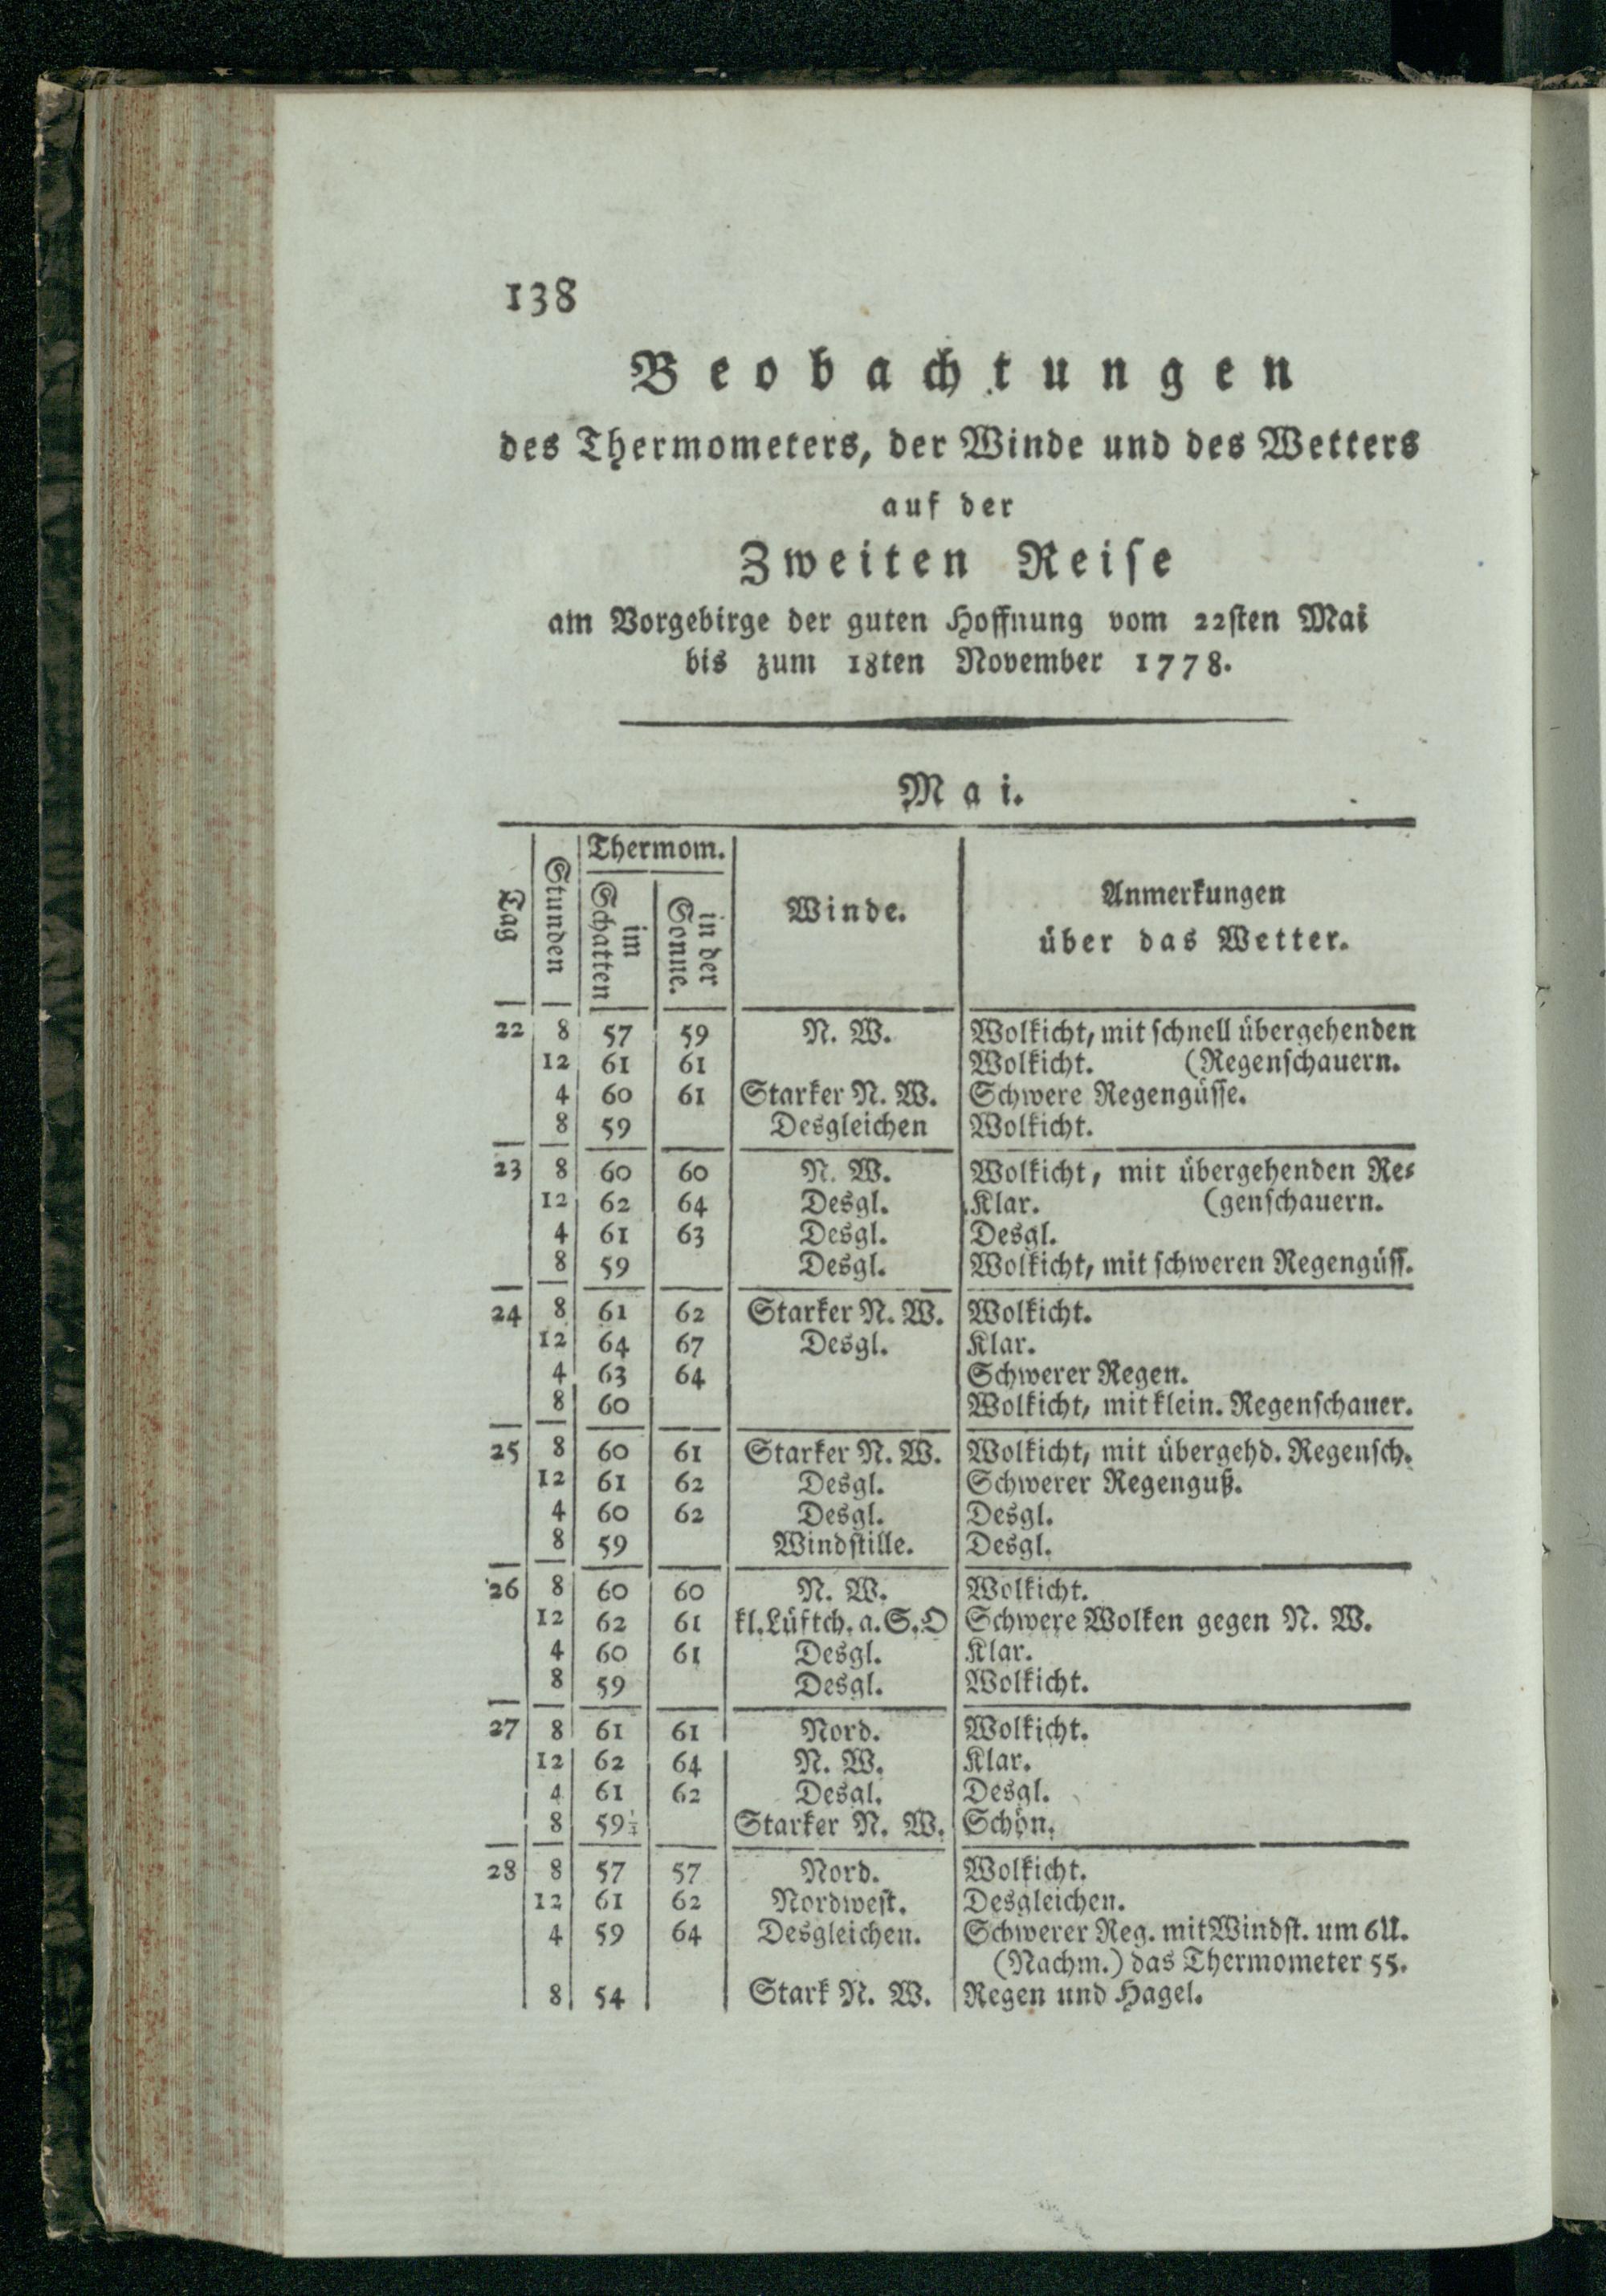 138
Beobachtungen
des Thermometers, der Winde und des Wetters
auf der
Zweiten Reise
am Vorgebirge der guten Hoffnung vom 22sten Mai
bis zum 18ten November 1778.
Mai.
Tag Stunden Thermom. im Schatten in der Sonne. Winde. Anmerkungen
über das Wetter.
22 8 57 59 N. W. Wolkicht, mit schnell übergehenden
12 61 61 Wolkicht. (Regenschauern.
4 60 61 Starker N. W. Schwere Regengüsse.
8 59 Desgleichen Wolkicht.
23 8 60 60 N. W. Wolkicht, mit übergehenden Re-
12 62 64 Desgl. Klar. (genschauern.
4 61 63 Desgl. Desgl.
8 59 Desgl. Wolkicht, mit schweren Regengüss.
24 8 61 62 Starker N. W. Wolkicht.
12 64 67 Desgl. Klar.
4 63 64 Schwerer Regen.
8 60 Wolkicht, mit klein. Regenschauer.
25 8 60 61 Starker N. W. Wolkicht, mit übergehd. Regensch.
12 61 62 Desgl. Schwerer Regenguß.
4 60 62 Desgl. Desgl.
8 59 Windstille. Desgl.
26 8 60 60 N. W. Wolkicht.
12 62 61 kl. Lüftch. a. S. O Schwere Wolken gegen N. W.
4 60 61 Desgl. Klar.
8 59 Desgl. Wolkicht.
27 8 61 61 Nord. Wolkicht.
12 62 64 N. W. Klar.
4 61 62 Desgl. Desgl.
8 59 Starker N. W. Schön.
28 8 57 57 Nord. Wolkicht.
12 61 62 Nordwest. Desgleichen.
4 59 64 Desgleichen. Schwerer Reg. mit Windst. um 6 U.
(Nachm.) das Thermometer 55.
8 54 Stark N. W. Regen und Hagel.